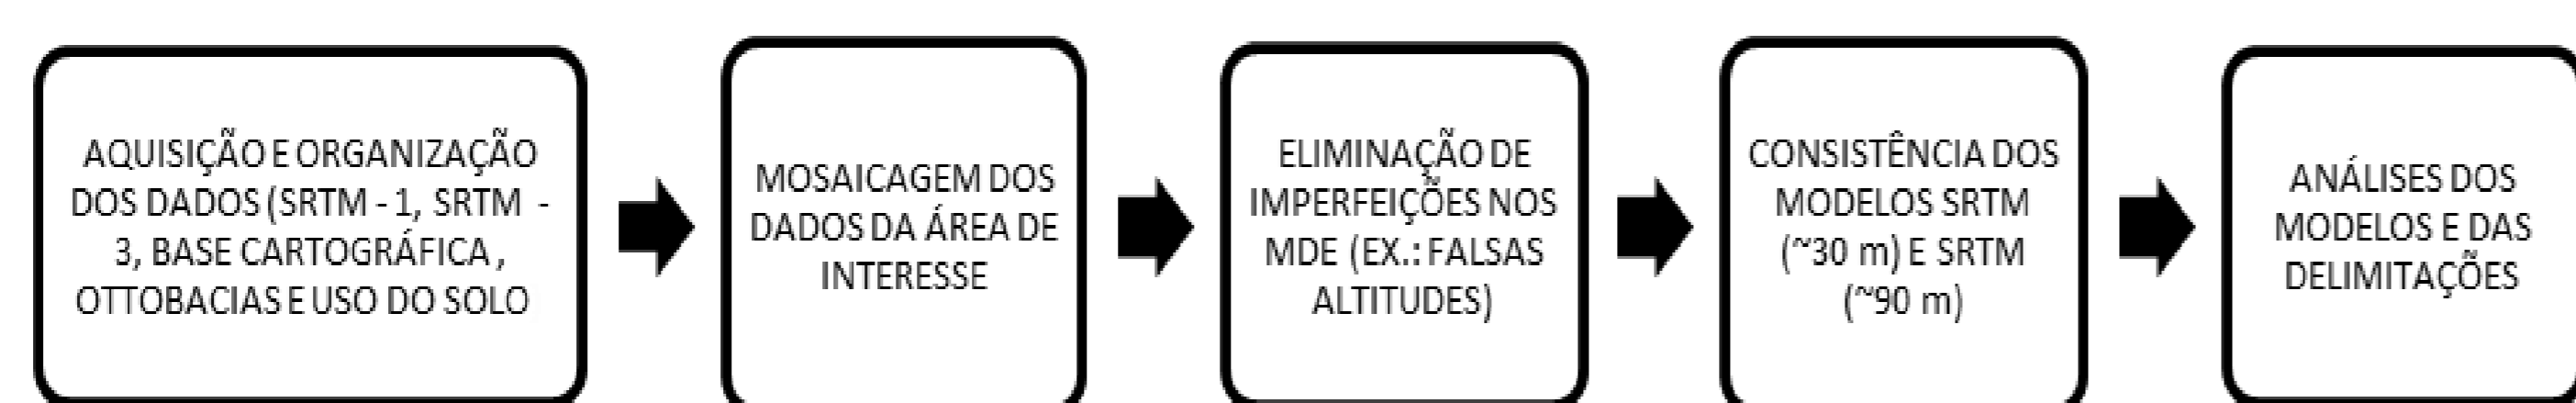 AQUISIÇÃO E ORGANIZAÇÃO
DOS DADOS (SRTM - 1, SRTM -
3, BASE CARTOGRÁFICA ,
OTTOBACIAS E USO DO SOLO
MOSAICAGEM DOS
DADOS DA ÁREA DE
INTERESSE
ELIMINAÇÃO DE
IMPERFEIÇÕES NOS
MDE (EX.: FALSAS
ALTITUDES)
CONSISTÊNCIA DOS
MODELOS SRTM
(~30 m) E SRTM
(~90 m)
ANÁLISES DOS
MODELOS E DAS
DELIMITAÇÕES